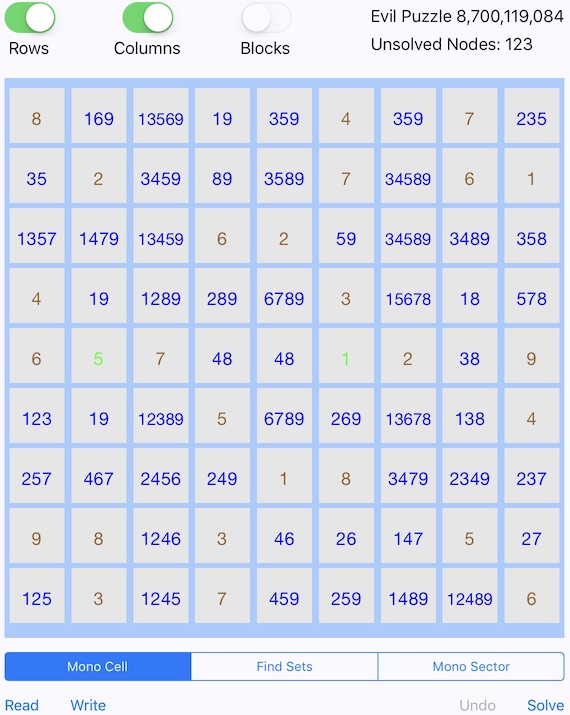 Evil Puzzle 8,700,119,084
Rows Columns Blocks Unsolved Nodes: 123
8 169 13569 19 359 4 359 7 235
35 2 3459 89 3589 7 34589 6 1
1357 1479 13459 6 2 59 34589 3489 358
4 19 1289 289 6789 3 15678 18 578
6 5 7 48 48 1 2 38 9
123 19 12389 5 6789 269 13678 138 4
257 467 2456 249 1 8 3479 2349 237
9 8 1246 3 46 26 147 5 27
125 3 1245 7 459 259 1489 12489 6
Mono Cell Find Sets Mono Sector
Read Write Undo Solve